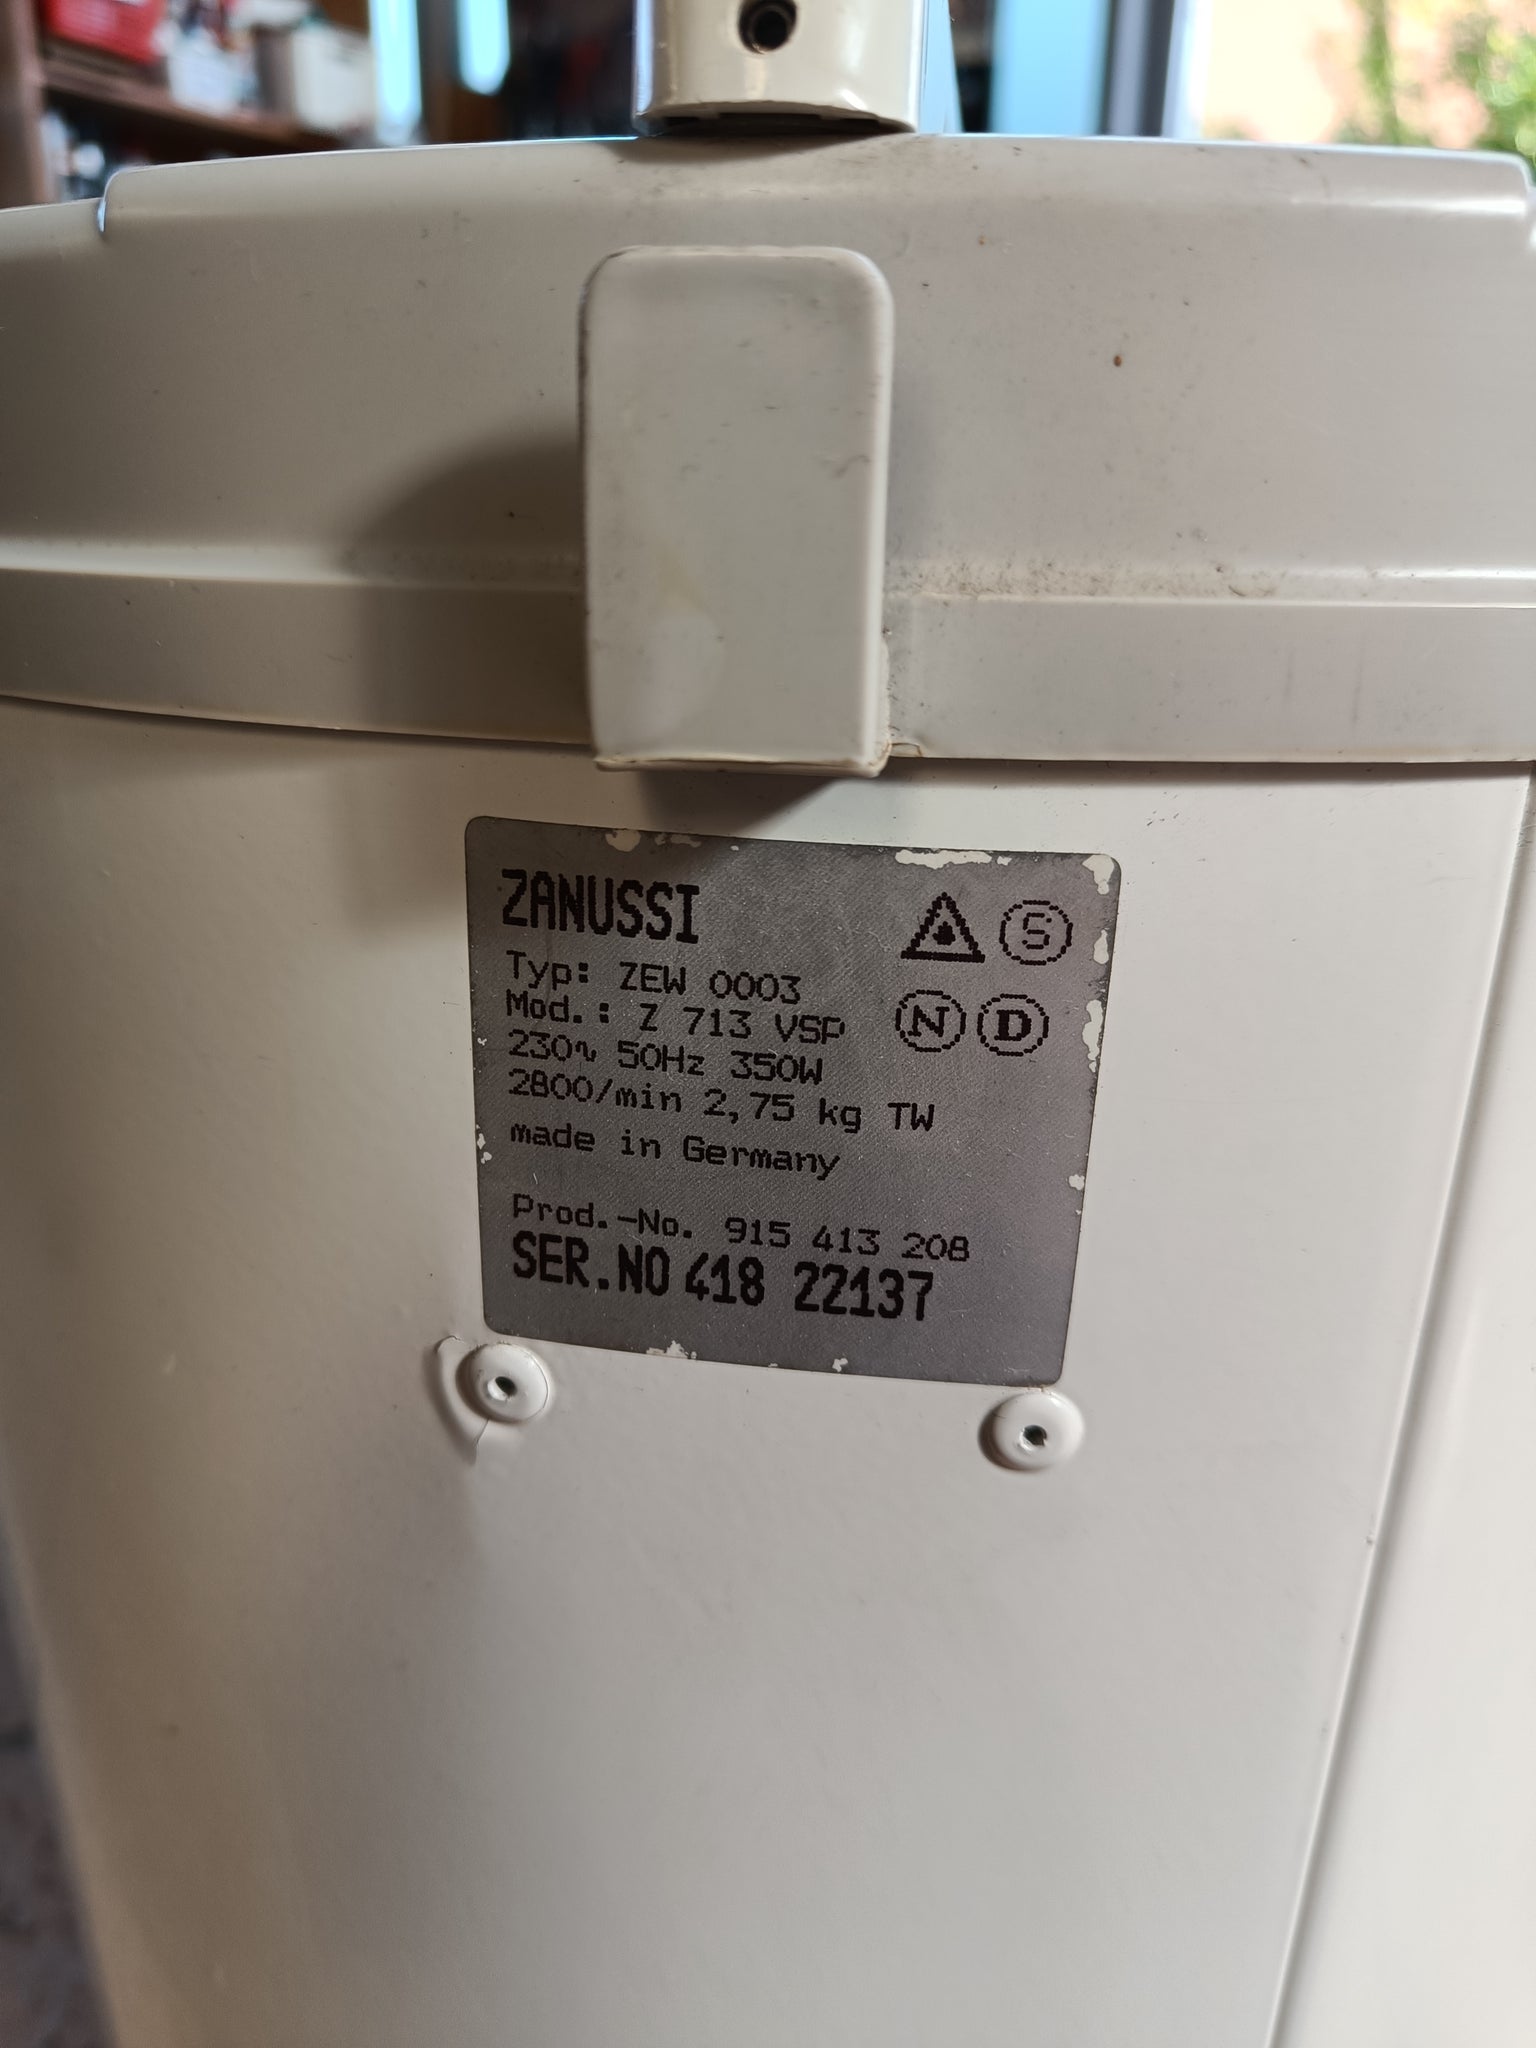 ZANUSSI
S
Typ: ZEW 0003
Mod.: Z 713 VSP
N D
230~ 50Hz 350W
2800/min 2,75 kg TW
made in Germany
Prod.-No. 915 413 208
SER.NO 418 22137